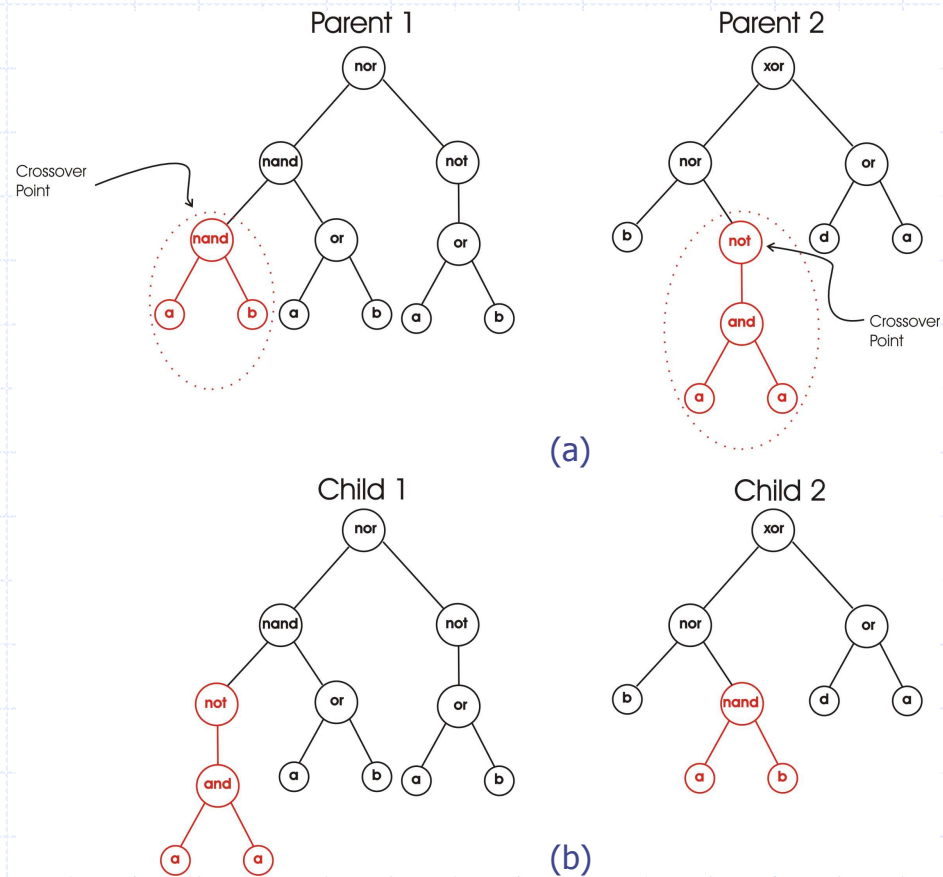 Parent 1
Parent 2
nor
xor
nand
not
nor
or
Crossover
Point
nand
or
or
b
not
d
a
a
b
a
b
a
b
and
Crossover
Point
a
a
(a)
Child 1
Child 2
nor
xor
nand
not
nor
or
not
or
or
b
nand
d
a
and
a
b
a
b
a
b
a
a
(b)